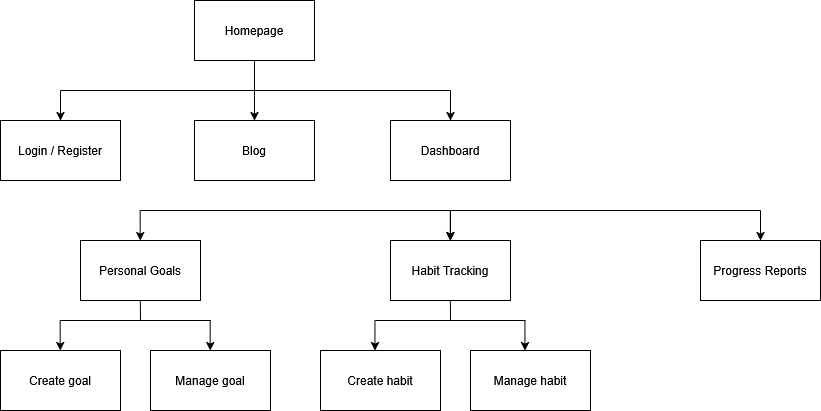 Homepage
Login / Register
Blog
Dashboard
Personal Goals
Habit Tracking
Progress Reports
Create goal
Manage goal
Create habit
Manage habit